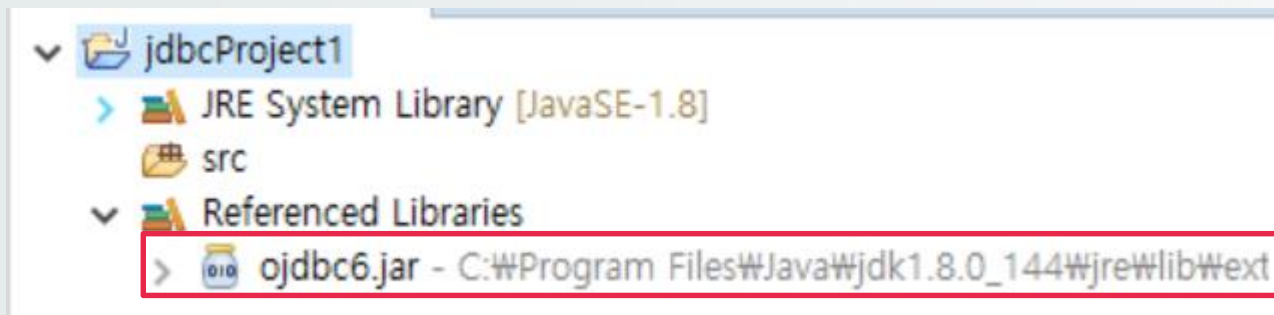 jdbcProject1
JRE System Library [JavaSE-1.8]
src
Referenced Libraries
ojdbc6.jar - C:₩Program Files₩Java₩jdk1.8.0_144₩jre₩lib₩ext